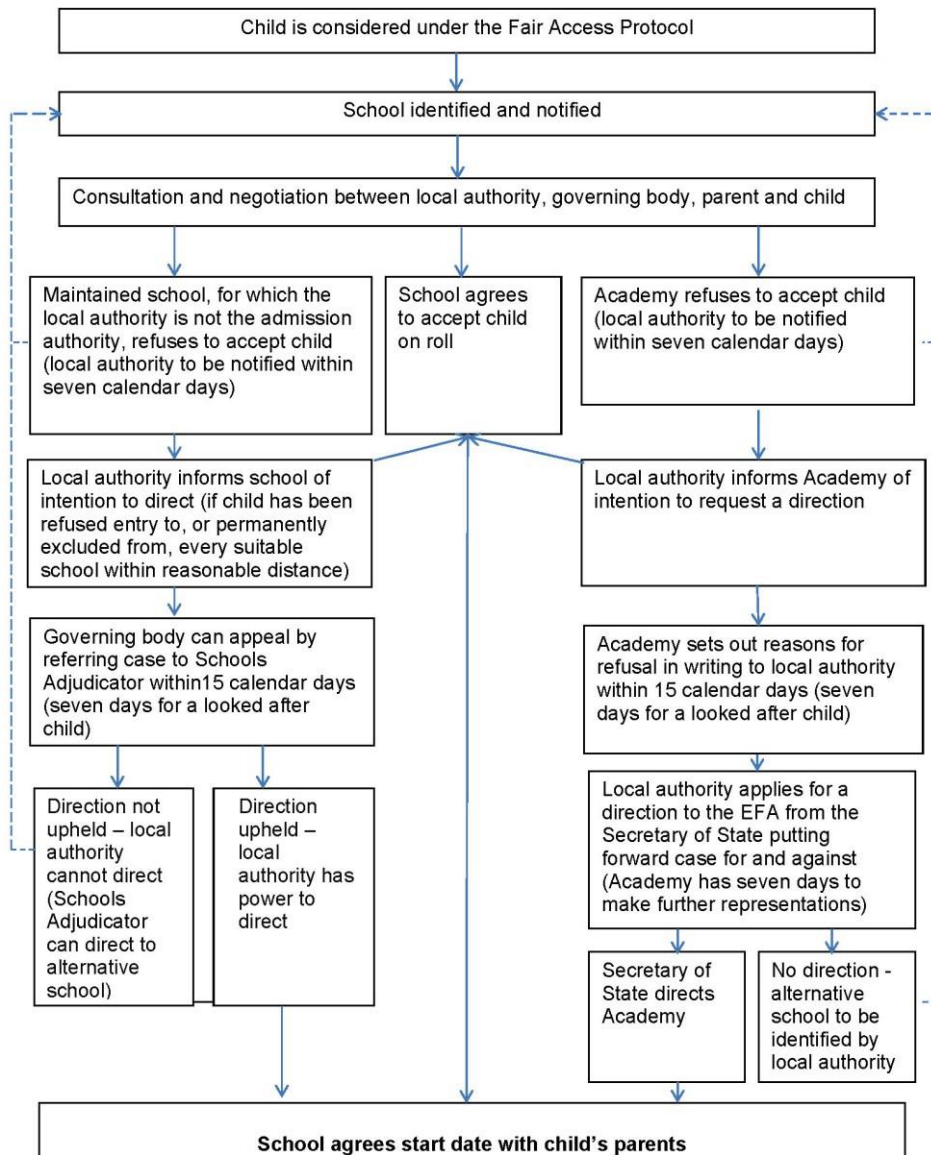 Child is considered under the Fair Access Protocol
School identified and notified
Consultation and negotiation between local authority, governing body, parent and child
Maintained school, for which the
local authority is not the admission
authority, refuses to accept child
(local authority to be notified within
seven calendar days)
School agrees
to accept child
on roll
Academy refuses to accept child
(local authority to be notified
within seven calendar days)
Local authority informs school of
intention to direct (if child has been
refused entry to, or permanently
excluded from, every suitable
school within reasonable distance)
Local authority informs Academy of
intention to request a direction
Governing body can appeal by
referring case to Schools
Adjudicator within15 calendar days
(seven days for a looked after
child)
Academy sets out reasons for
refusal in writing to local authority
within 15 calendar days (seven
days for a looked after child)
Direction not
upheld – local
authority
cannot direct
(Schools
Adjudicator
can direct to
alternative
school)
Direction
upheld –
local
authority has
power to
direct
Local authority applies for a
direction to the EFA from the
Secretary of State putting
forward case for and against
(Academy has seven days to
make further representations)
Secretary of
State directs
Academy
No direction -
alternative
school to be
identified by
local authority
School agrees start date with child's parents